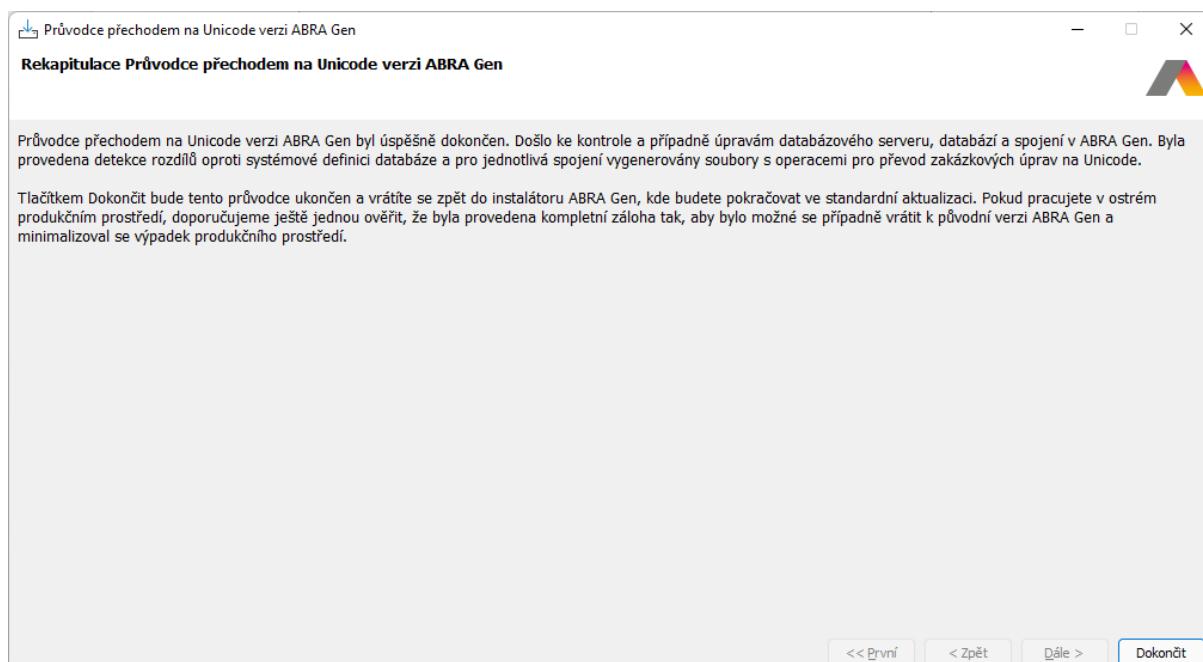 Průvodce přechodem na Unicode verzi ABRA Gen
Rekapitulace Průvodce přechodem na Unicode verzi ABRA Gen
Průvodce přechodem na Unicode verzi ABRA Gen byl úspěšně dokončen. Došlo ke kontrole a případně úpravám databázového serveru, databází a spojení v ABRA Gen. Byla
provedena detekce rozdílů oproti systémové definici databáze a pro jednotlivá spojení vygenerovány soubory s operacemi pro převod zakázkových úprav na Unicode.
Tlačítkem Dokončit bude tento průvodce ukončen a vrátíte se zpět do instalátoru ABRA Gen, kde budete pokračovat ve standardní aktualizaci. Pokud pracujete v ostrém
produkčním prostředí, doporučujeme ještě jednou ověřit, že byla provedena kompletní záloha tak, aby bylo možné se případně vrátit k původní verzi ABRA Gen a
minimalizoval se výpadek produkčního prostředí.
<< První < Zpět Dále > Dokončit